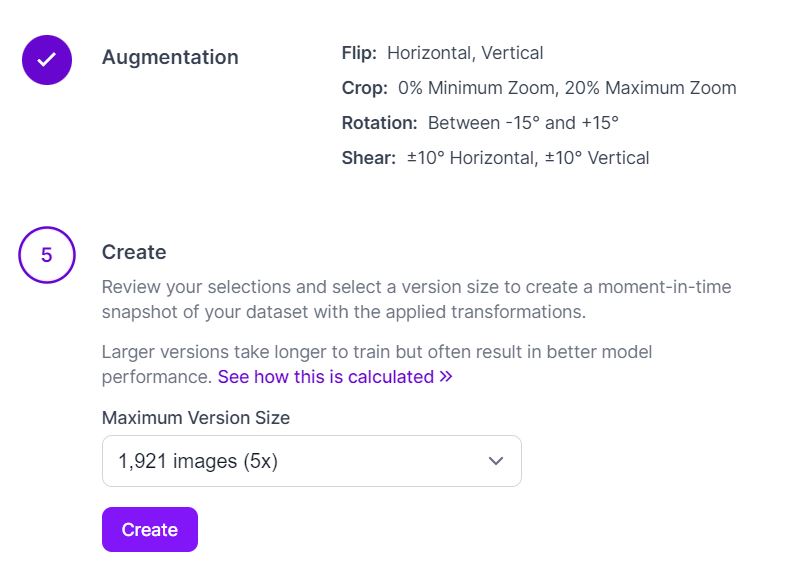 Augmentation
Flip: Horizontal, Vertical
Crop: 0% Minimum Zoom, 20% Maximum Zoom
Rotation: Between -15° and +15°
Shear: ±10° Horizontal, ±10° Vertical
5
Create
Review your selections and select a version size to create a moment-in-time
snapshot of your dataset with the applied transformations.
Larger versions take longer to train but often result in better model
performance. See how this is calculated »
Maximum Version Size
1,921 images (5x)
Create